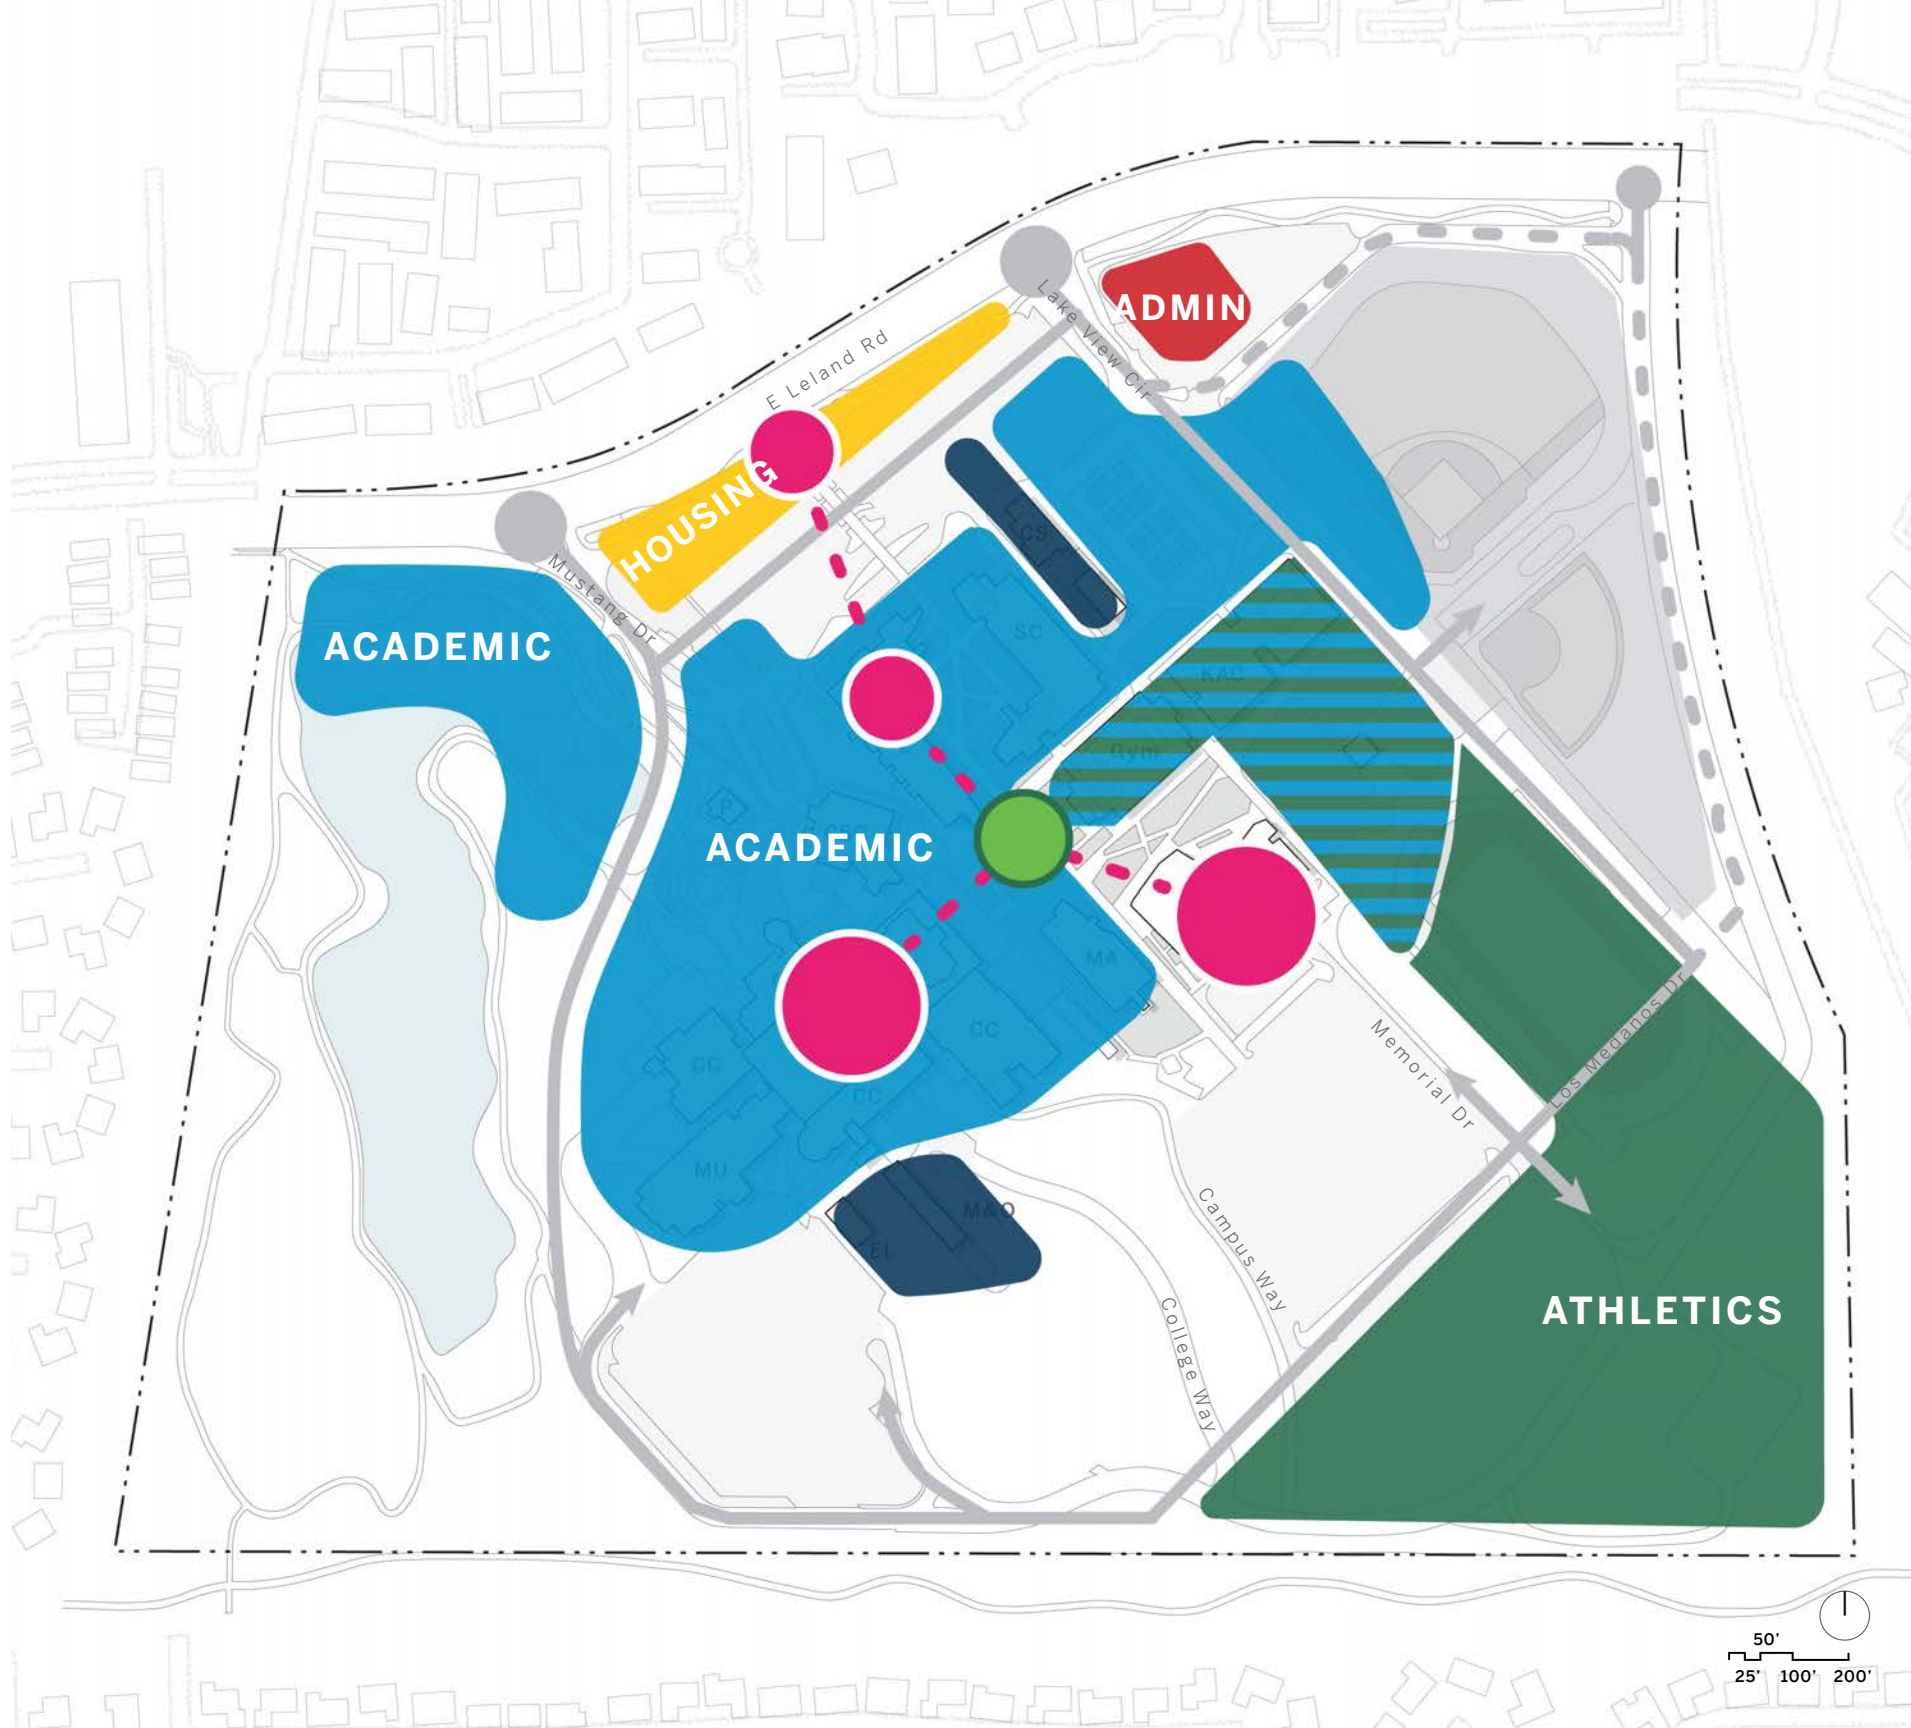 ADMIN
Lake View Cir
E Leland Rd
HOUSING
CS
Mustang Dr
ACADEMIC
SC
KAC
Gym
P
ACADEMIC
MA
CC
CC
CC
Memorial Dr
Los Medanos Dr
MU
M&O
EL
Campus Way
College Way
ATHLETICS
50'
25' 100' 200'